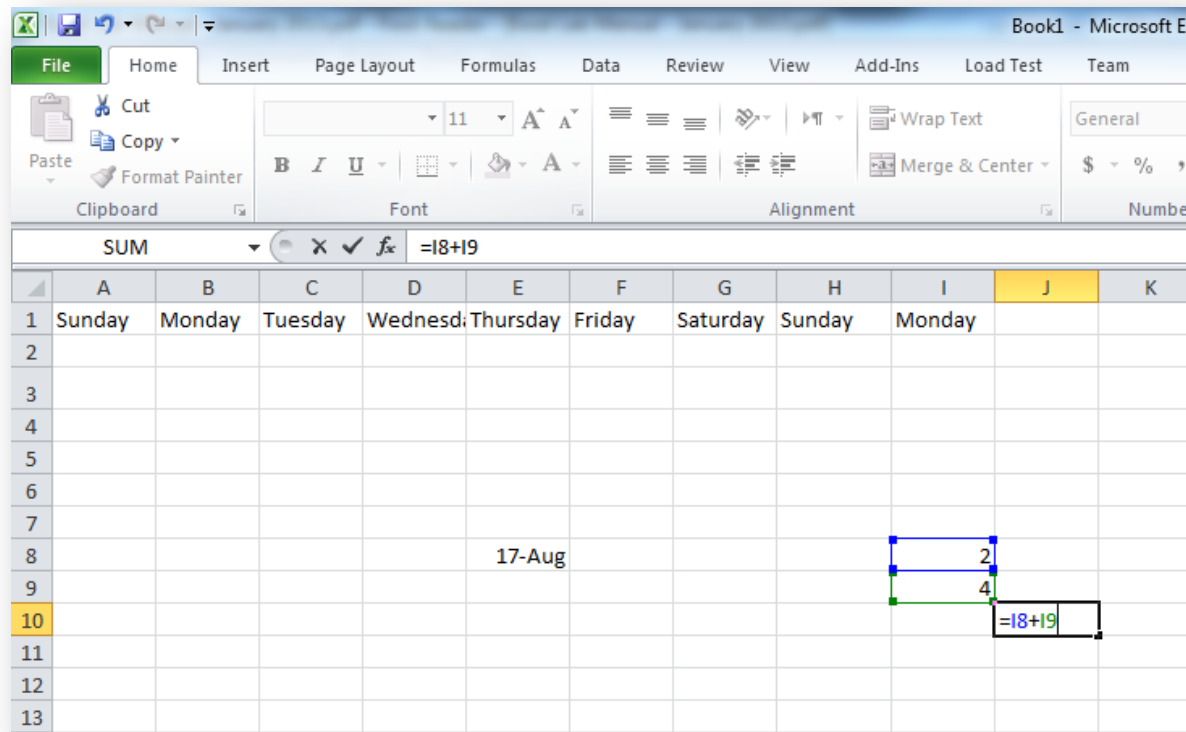 Book1 - Microsoft E
File Home Insert Page Layout Formulas Data Review View Add-Ins Load Test Team
Paste
Cut
Copy
Format Painter
Clipboard
11 A A
B I U A
Font
Wrap Text
Merge & Center
Alignment
General
$ % ,
Numbe
SUM fx =I8+I9
A B C D E F G H I J K
1 Sunday Monday Tuesday Wednesd Thursday Friday Saturday Sunday Monday
2
3
4
5
6
7
8 17-Aug 2
9 4
10 =I8+I9
11
12
13